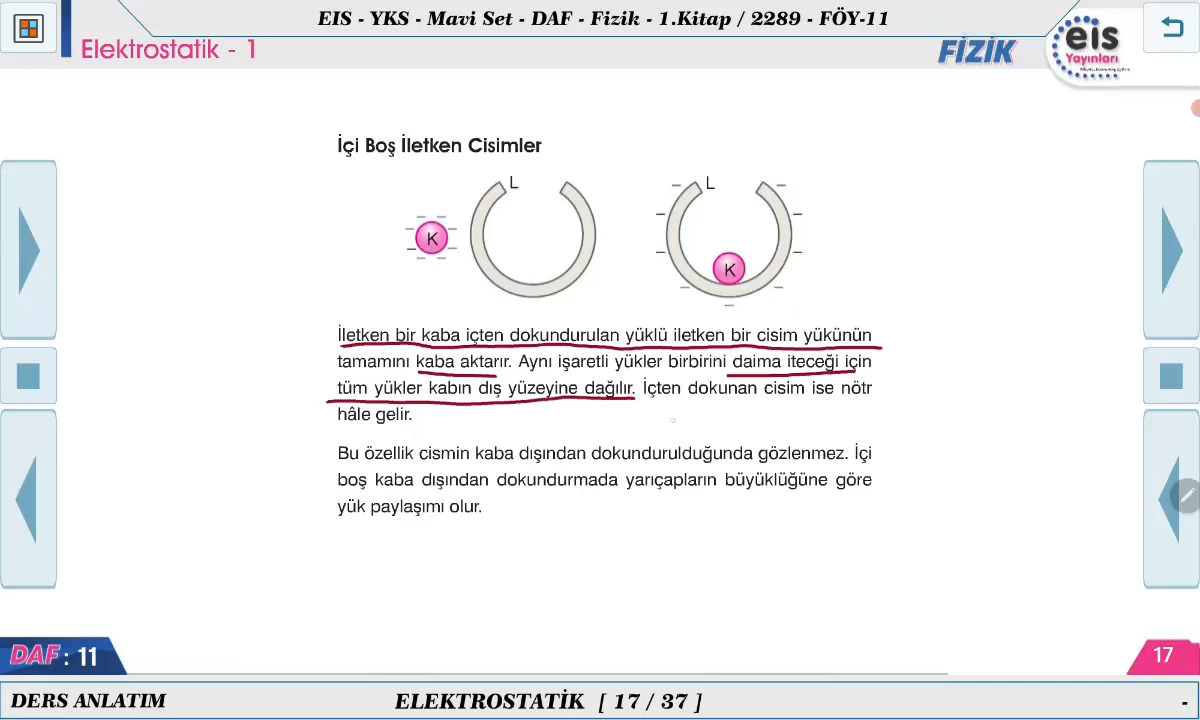 EIS - YKS - Mavi Set - DAF - Fizik - 1.Kitap / 2289 - FÖY-11
Elektrostatik - 1
FİZİK
eis
Yayınları
İçi Boş İletken Cisimler
L
L
K
K
İletken bir kaba içten dokundurulan yüklü iletken bir cisim yükünün
tamamını kaba aktarır. Aynı işaretli yükler birbirini daima iteceği için
tüm yükler kabın dış yüzeyine dağılır. İçten dokunan cisim ise nötr
hâle gelir.
Bu özellik cismin kaba dışından dokundurulduğunda gözlenmez. İçi
boş kaba dışından dokundurmada yarıçapların büyüklüğüne göre
yük paylaşımı olur.
DAF : 11
17
DERS ANLATIM
ELEKTROSTATİK [ 17 / 37 ]
-